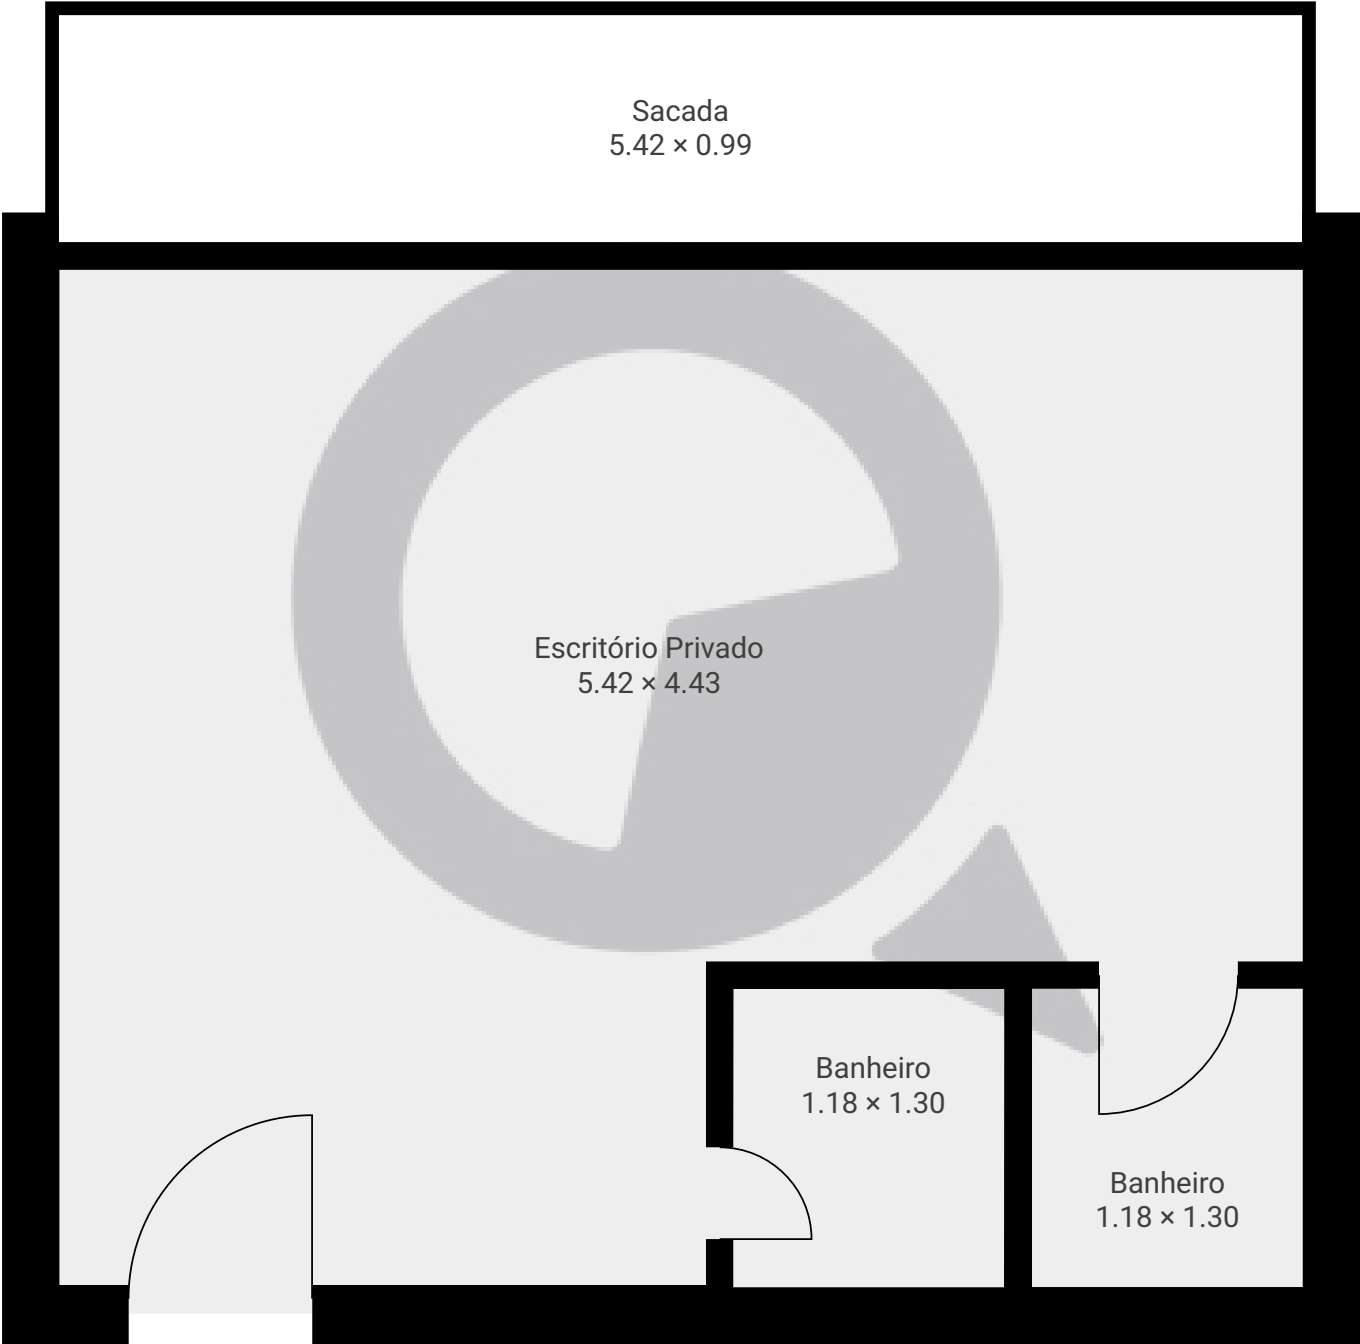 Sacada
5.42 × 0.99
Escritório Privado
5.42 × 4.43
Banheiro
1.18 × 1.30
Banheiro
1.18 × 1.30